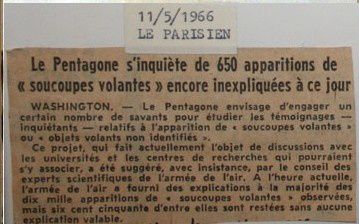 11/5/1966
LE PARISIEN
Le Pentagone s'inquiète de 650 apparitions de
« soucoupes volantes » encore inexpliquées à ce jour
WASHINGTON. — Le Pentagone envisage d'engager un
certain nombre de savants pour étudier les témoignages —
inquiétants — relatifs à l'apparition de « soucoupes volantes »
ou « objets volants non identifiés ».
Ce projet, qui fait actuellement l'objet de discussions avec
les universités et les centres de recherches qui pourraient
s'y associer, a été suggéré, avec insistance, par le conseil des
experts scientifiques de l'armée de l'air. A l'heure actuelle,
l'armée de l'air a fourni des explications à la majorité des
dix mille apparitions de « soucoupes volantes » observées,
mais six cent cinquante d'entre elles sont restées sans aucune
explication valable.